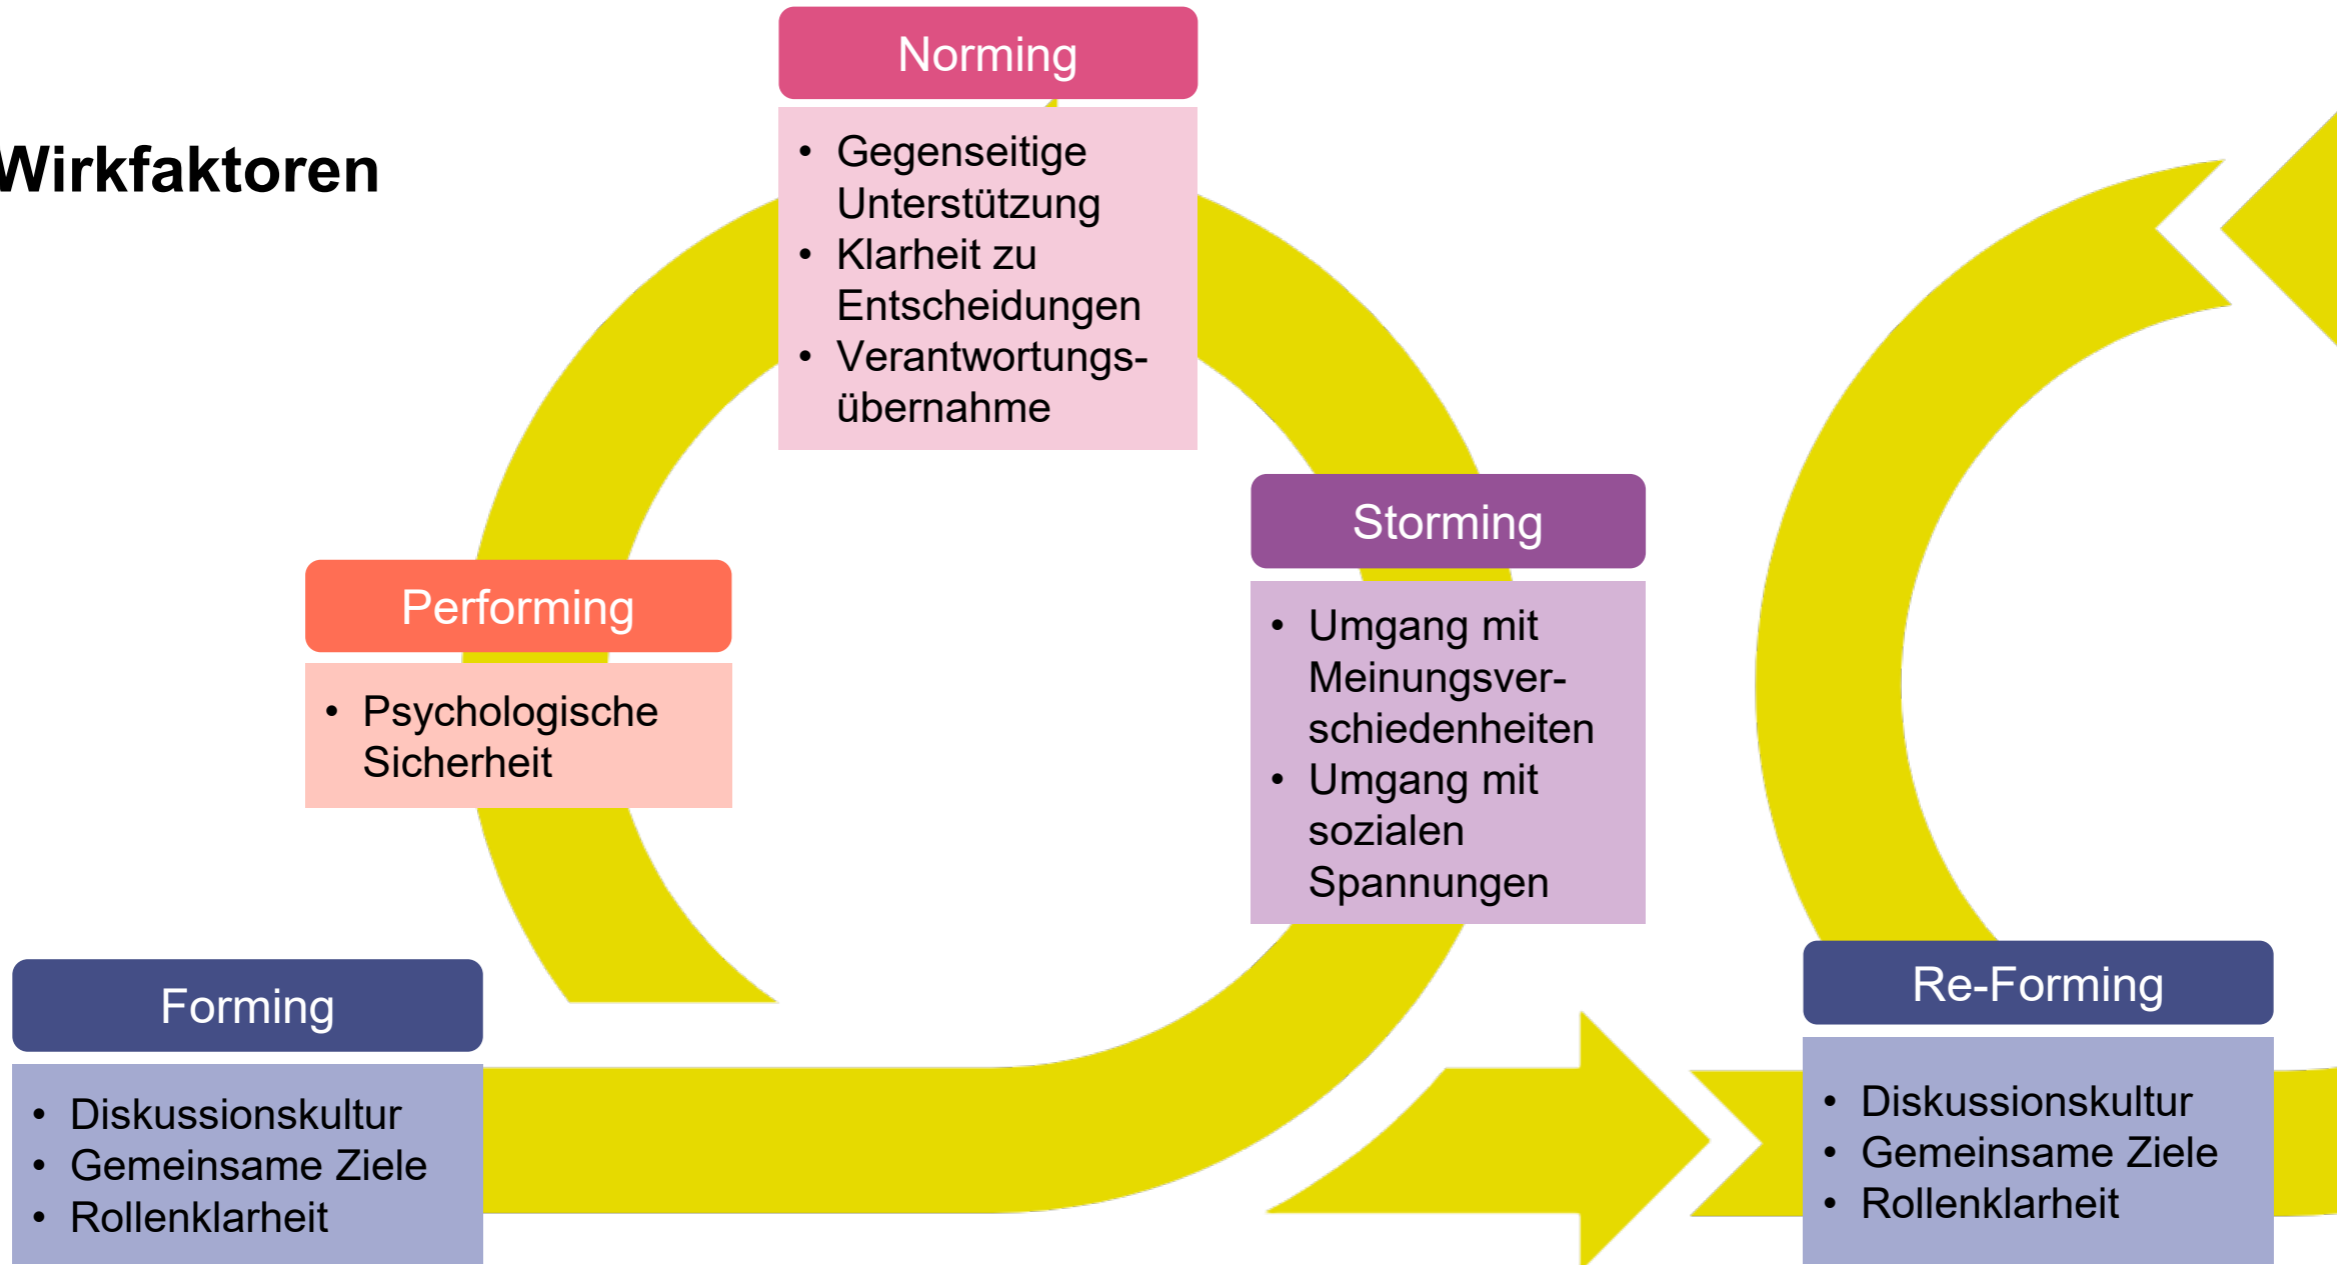 Wirkfaktoren
Norming
• Gegenseitige
Unterstützung
• Klarheit zu
Entscheidungen
• Verantwortungs-
übernahme
Storming
• Umgang mit
Meinungsver-
schiedenheiten
• Umgang mit
sozialen
Spannungen
Performing
• Psychologische
Sicherheit
Forming
• Diskussionskultur
• Gemeinsame Ziele
• Rollenklarheit
Re-Forming
• Diskussionskultur
• Gemeinsame Ziele
• Rollenklarheit